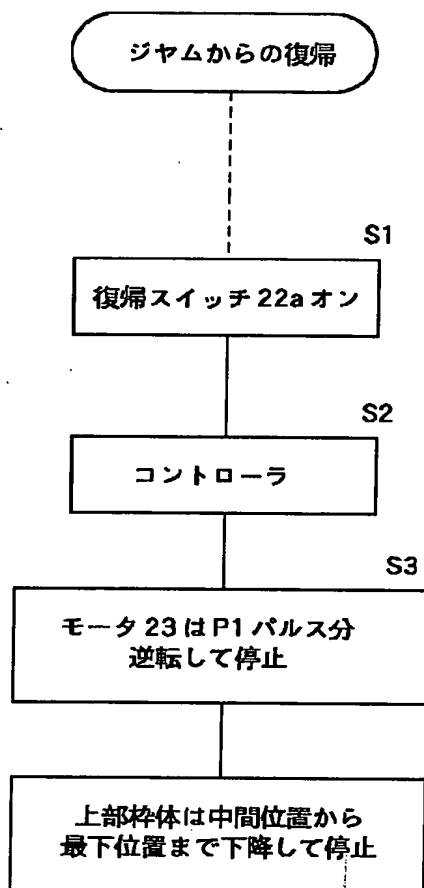 ジヤムからの復帰
S1
復帰スイッチ22aオン
S2
コントローラ
S3
モータ23はP1パルス分
逆転して停止
上部枠体は中間位置から
最下位置まで下降して停止